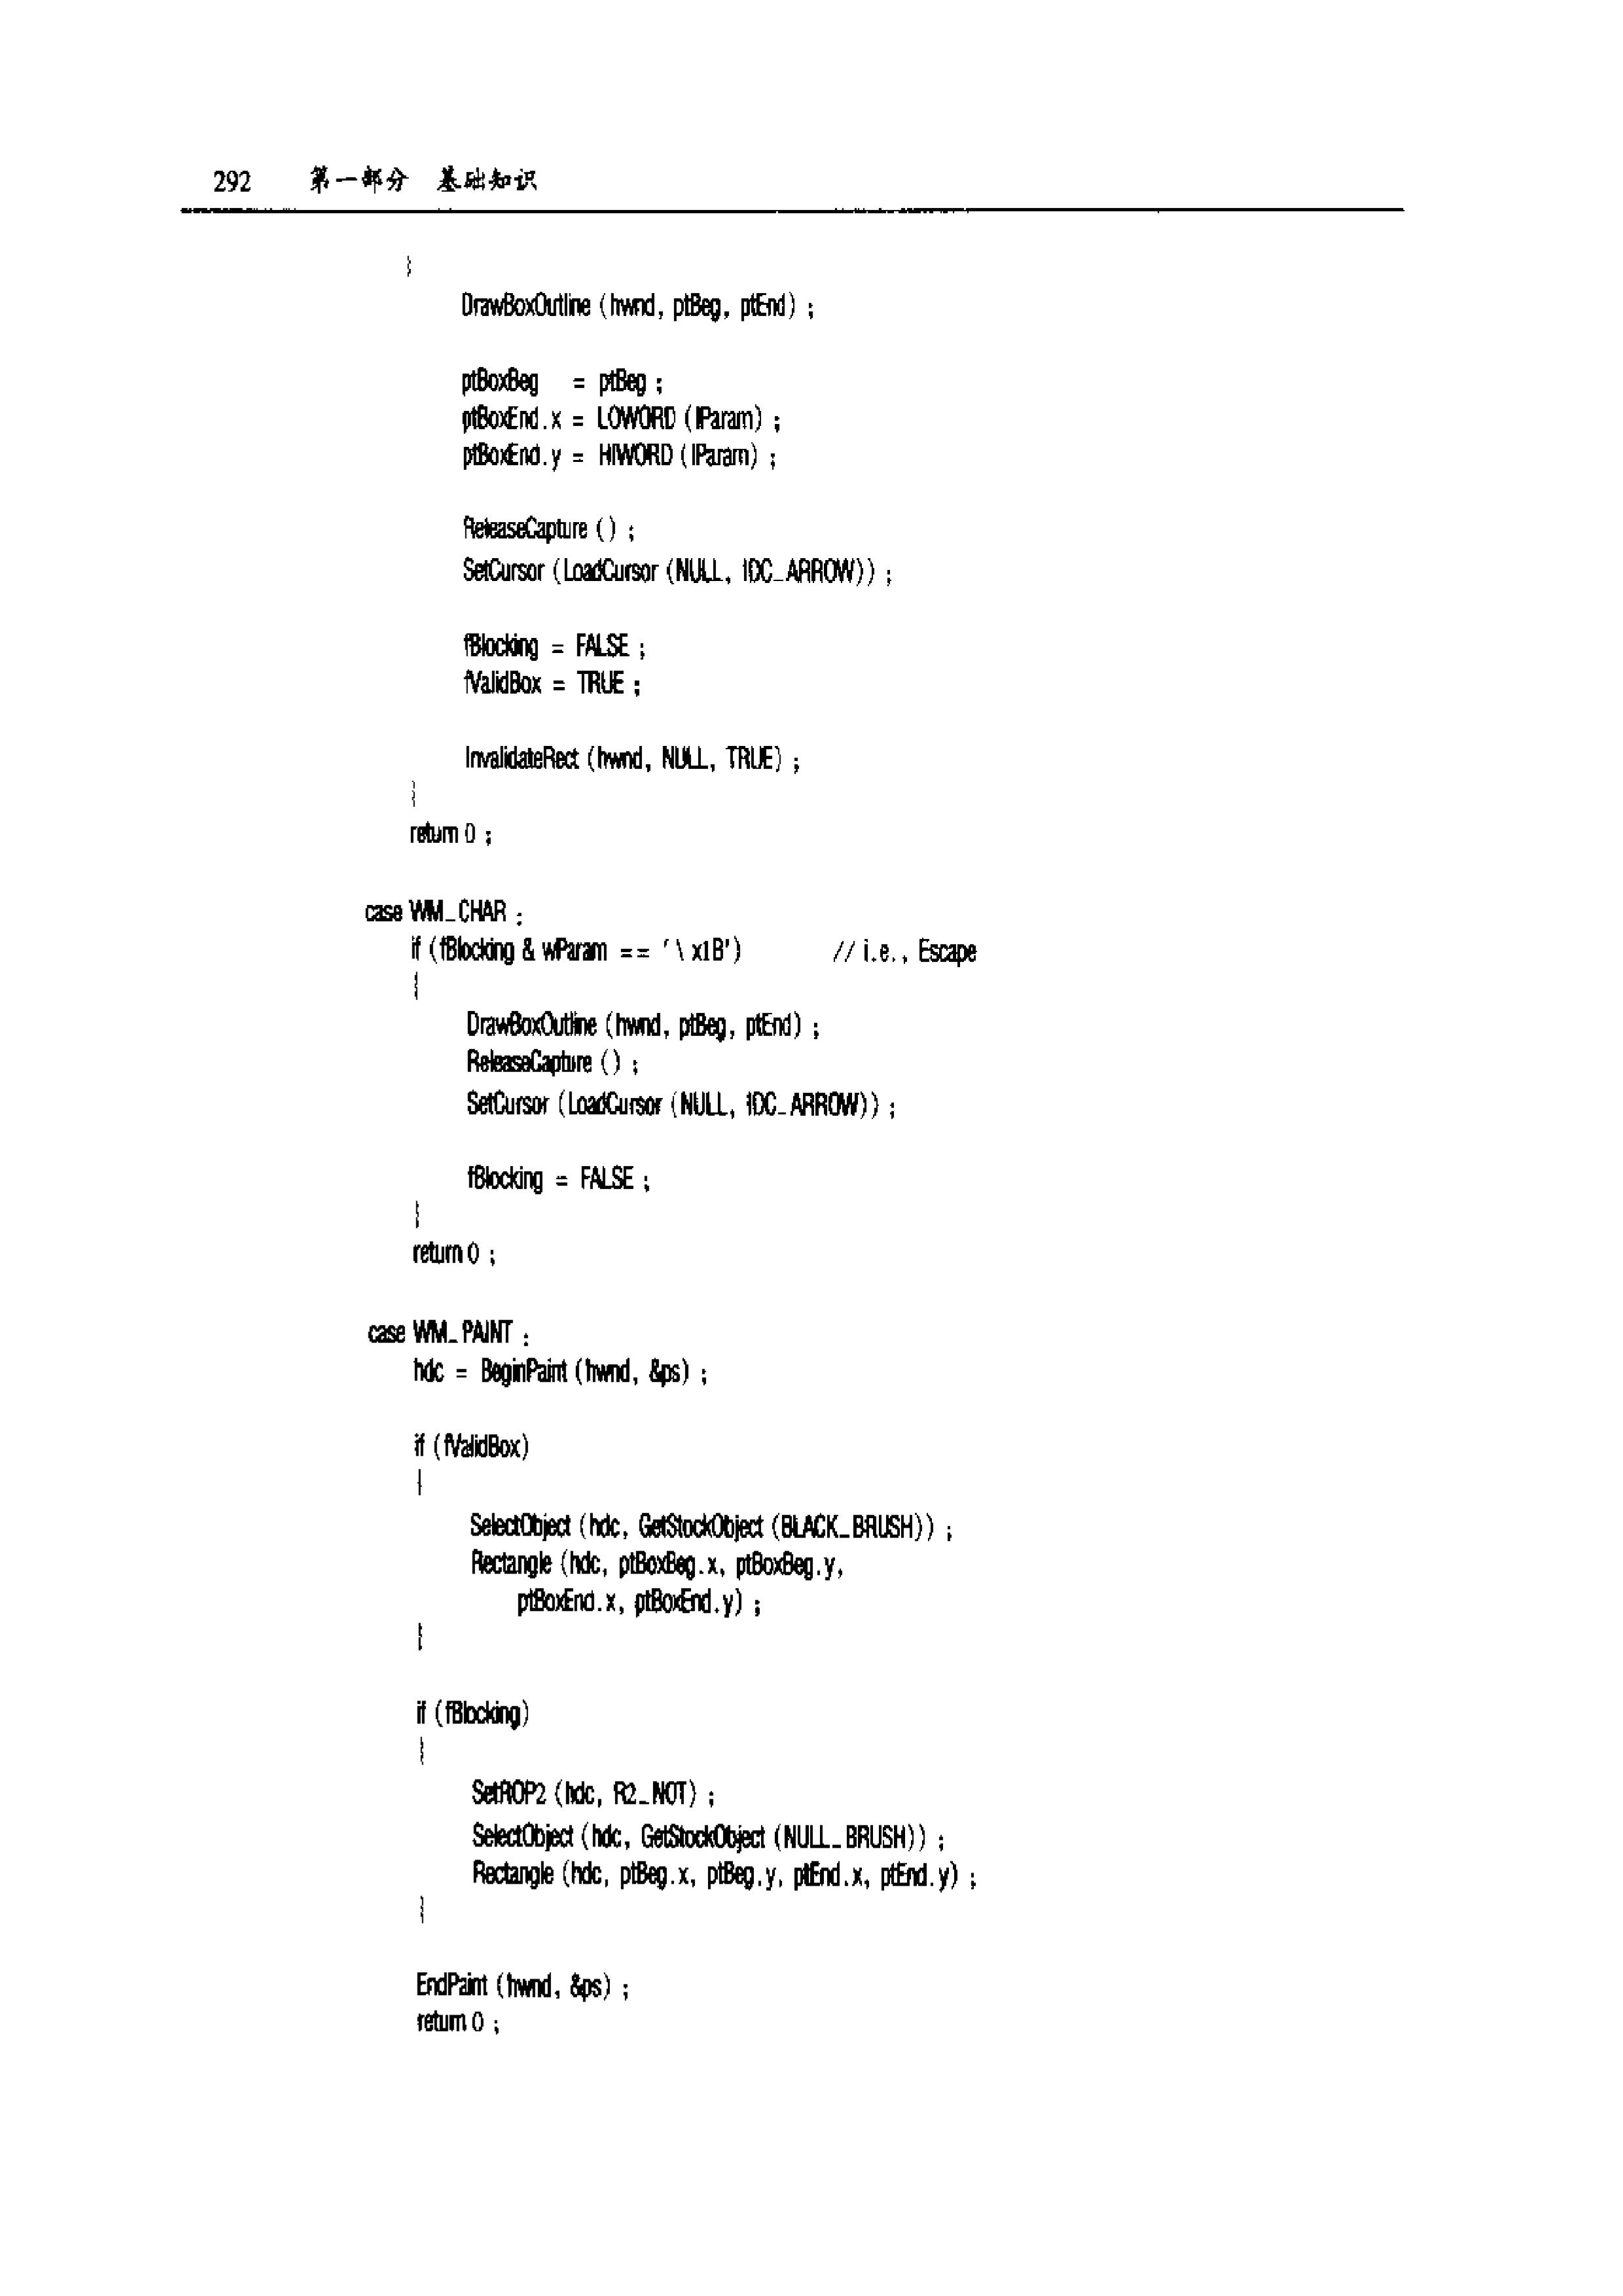 292 第一部分 基础知识
{
DrawBoxOutline (hwnd, ptBeg, ptEnd) ;
ptBoxBeg = ptBeg ;
ptBoxEnd.x = LOWORD (lParam) ;
ptBoxEnd.y = HIWORD (lParam) ;
ReleaseCapture () ;
SetCursor (LoadCursor (NULL, IDC_ARROW)) ;
fBlocking = FALSE ;
fValidBox = TRUE ;
InvalidateRect (hwnd, NULL, TRUE) ;
}
return 0 ;
case WM_CHAR :
if (fBlocking & wParam == '\x1B') // i.e., Escape
{
DrawBoxOutline (hwnd, ptBeg, ptEnd) ;
ReleaseCapture () ;
SetCursor (LoadCursor (NULL, IDC_ARROW)) ;
fBlocking = FALSE ;
}
return 0 ;
case WM_PAINT :
hdc = BeginPaint (hwnd, &ps) ;
if (fValidBox)
{
SelectObject (hdc, GetStockObject (BLACK_BRUSH)) ;
Rectangle (hdc, ptBoxBeg.x, ptBoxBeg.y,
ptBoxEnd.x, ptBoxEnd.y) ;
}
if (fBlocking)
{
SetROP2 (hdc, R2_NOT) ;
SelectObject (hdc, GetStockObject (NULL_BRUSH)) ;
Rectangle (hdc, ptBeg.x, ptBeg.y, ptEnd.x, ptEnd.y) ;
}
EndPaint (hwnd, &ps) ;
return 0 ;